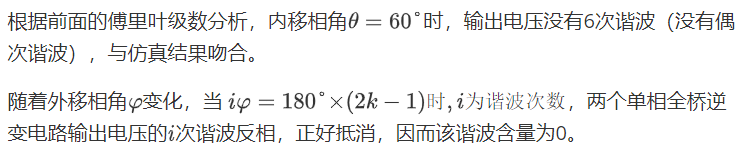 根据前面的傅里叶级数分析，内移相角θ = 60°时，输出电压没有6次谐波（没有偶
次谐波），与仿真结果吻合。
随着外移相角φ变化，当 iφ = 180°×(2k − 1)时, i为谐波次数，两个单相全桥逆
变电路输出电压的i次谐波反相，正好抵消，因而该谐波含量为0。